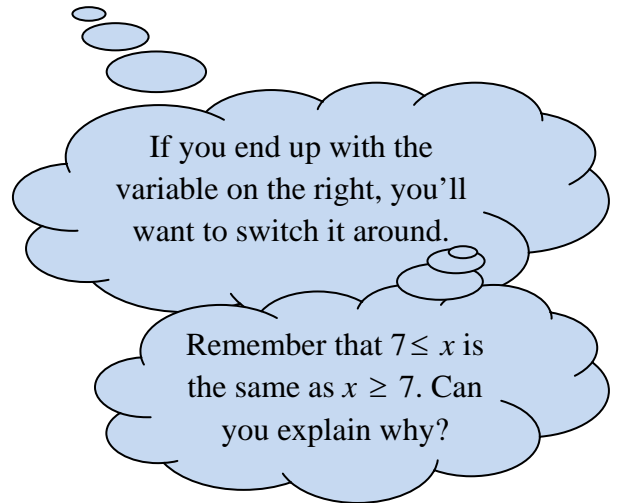 If you end up with the
variable on the right, you’ll
want to switch it around.
Remember that 7 ≤ x is
the same as x ≥ 7. Can
you explain why?